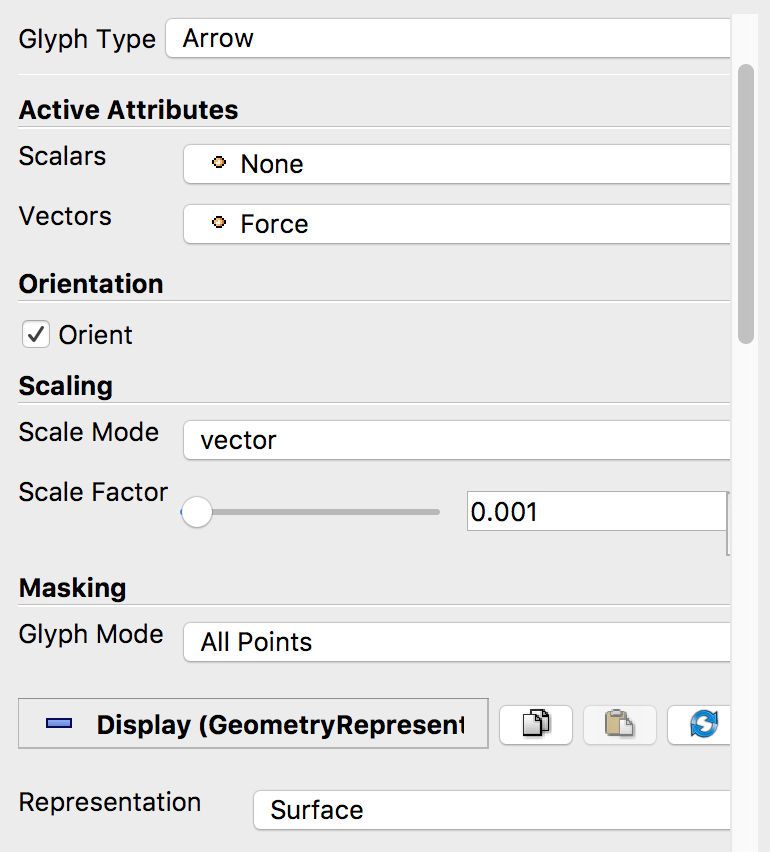 Glyph Type Arrow
Active Attributes
Scalars None
Vectors Force
Orientation
Orient
Scaling
Scale Mode vector
Scale Factor 0.001
Masking
Glyph Mode All Points
Display (GeometryRepresent
Representation Surface